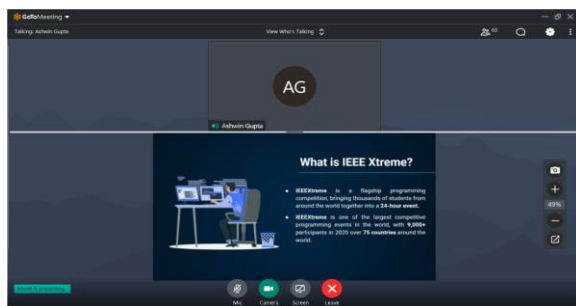 GoToMeeting
Talking: Ashwin Gupta
View Who's Talking
60
AG
Ashwin Gupta
What is IEEE Xtreme?
IEEEXtreme is a flagship programming
competition, bringing thousands of students from
around the world together into a 24-hour event.
IEEEXtreme is one of the largest competitive
programming events in the world, with 9,000+
participants in 2020 over 75 countries around the
world.
49%
is presenting
Mic
Camera
Screen
Leave